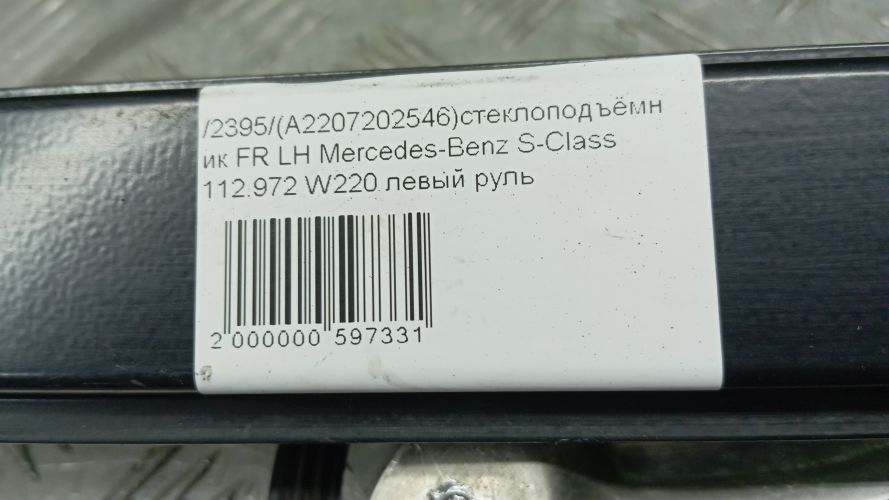 /2395/(A2207202546)стеклоподъёмн
ик FR LH Mercedes-Benz S-Class
112.972 W220 левый руль
2 000000 597331